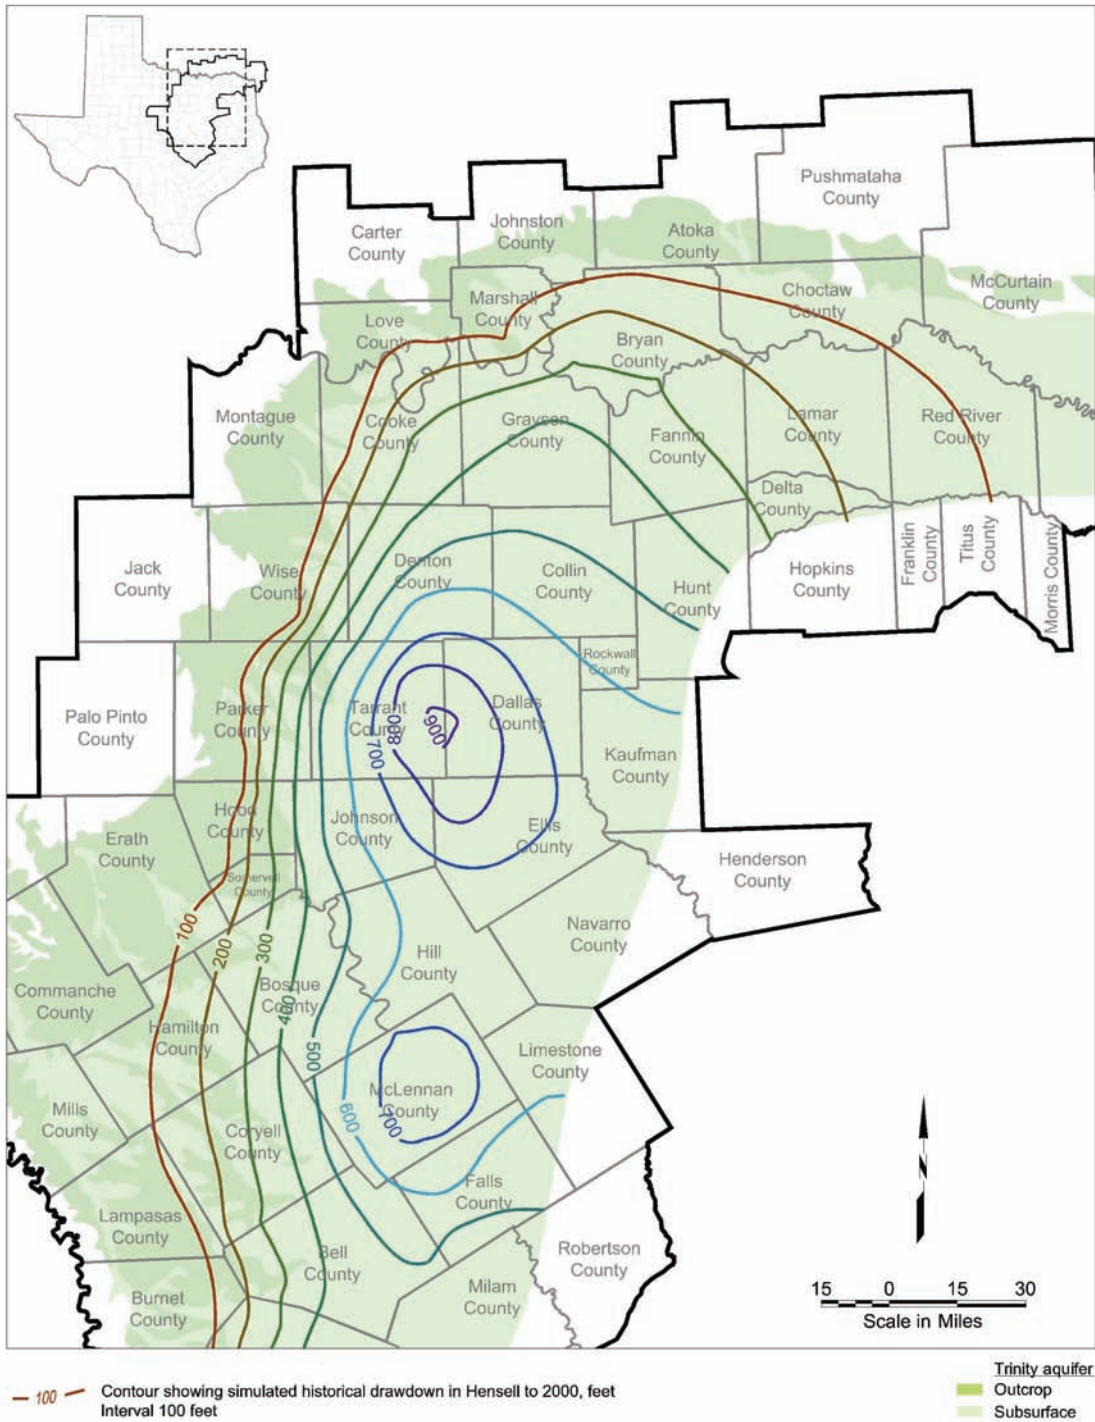 Pushmataha
County
Carter
County
Johnston
County
Atoka
County
McCurtain
County
Marshall
County
Choctaw
County
Love
County
Bryan
County
Montague
County
Cooke
County
Grayson
County
Fannin
County
Lamar
County
Red River
County
Delta
County
Jack
County
Wise
County
Denton
County
Collin
County
Hunt
County
Hopkins
County
Franklin
County
Titus
County
Morris County
Rockwall
County
Palo Pinto
County
Parker
County
Tarrant
County
Dallas
County
900
800
700
Kaufman
County
Hood
County
Johnson
County
Ellis
County
Erath
County
Somervell
County
Henderson
County
100
200
300
400
500
600
700
Navarro
County
Hill
County
Bosque
County
Commanche
County
Hamilton
County
Limestone
County
McLennan
County
Mills
County
Coryell
County
Falls
County
Lampasas
County
Bell
County
Robertson
County
Milam
County
Burnet
County
N
15 0 15 30
Scale in Miles
100 Contour showing simulated historical drawdown in Hensell to 2000, feet
Interval 100 feet
Trinity aquifer
Outcrop
Subsurface